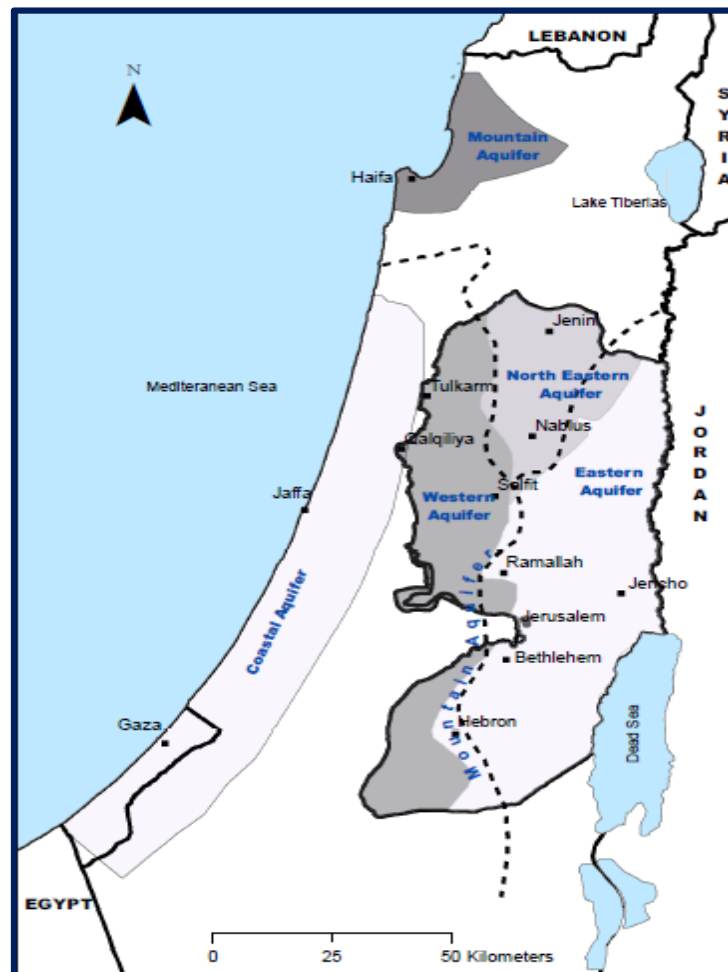 LEBANON
SYRIA
N
Mountain
Aquifer
Haifa
Lake Tiberias
Jenin
Mediteranean Sea
Tulkarm
North Eastern
Aquifer
Nablus
JORDAN
Qalqiliya
Jaffa
Salfit
Eastern
Aquifer
Western
Aquifer
Ramallah
Jericho
Jerusalem
Coastal Aquifer
Mountain Aquifer
Bethlehem
Gaza
Hebron
Dead Sea
EGYPT
0 25 50 Kilometers